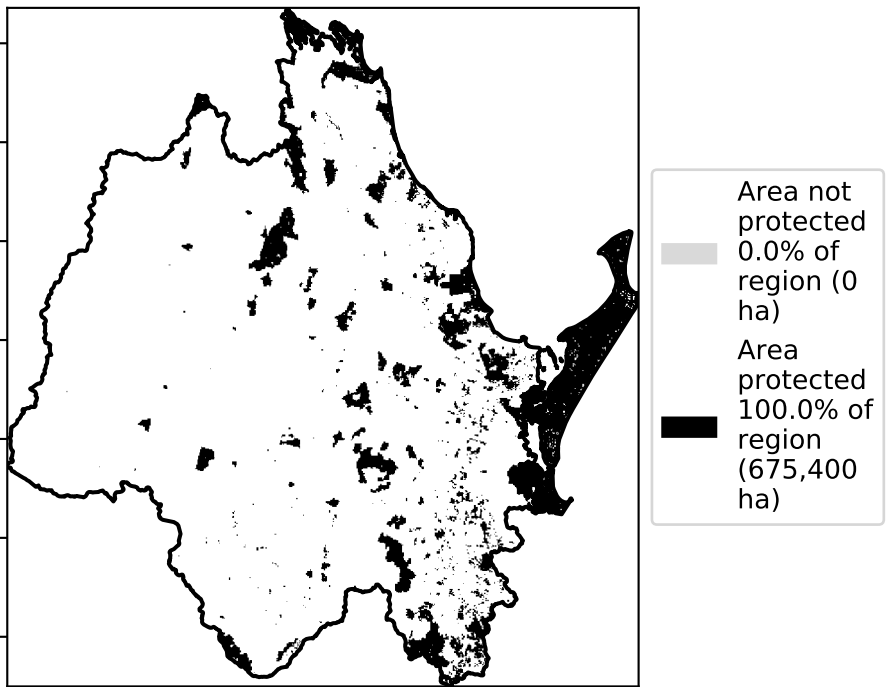 Area not
protected
0.0% of
region (0
ha)
Area
protected
100.0% of
region
(675,400
ha)